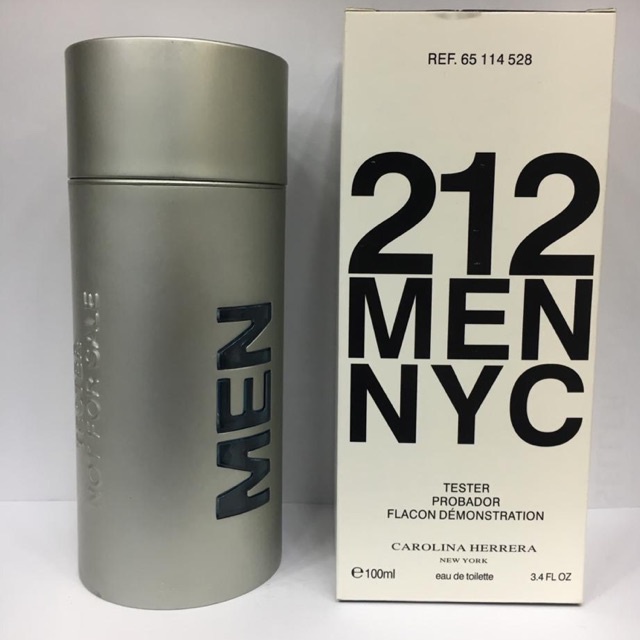 MEN
NOT FOR SALE
REF. 65 114 528
212
MEN
NYC
TESTER
PROBADOR
FLACON DÉMONSTRATION
CAROLINA HERRERA
NEW YORK
℮ 100ml eau de toilette 3.4 FL OZ